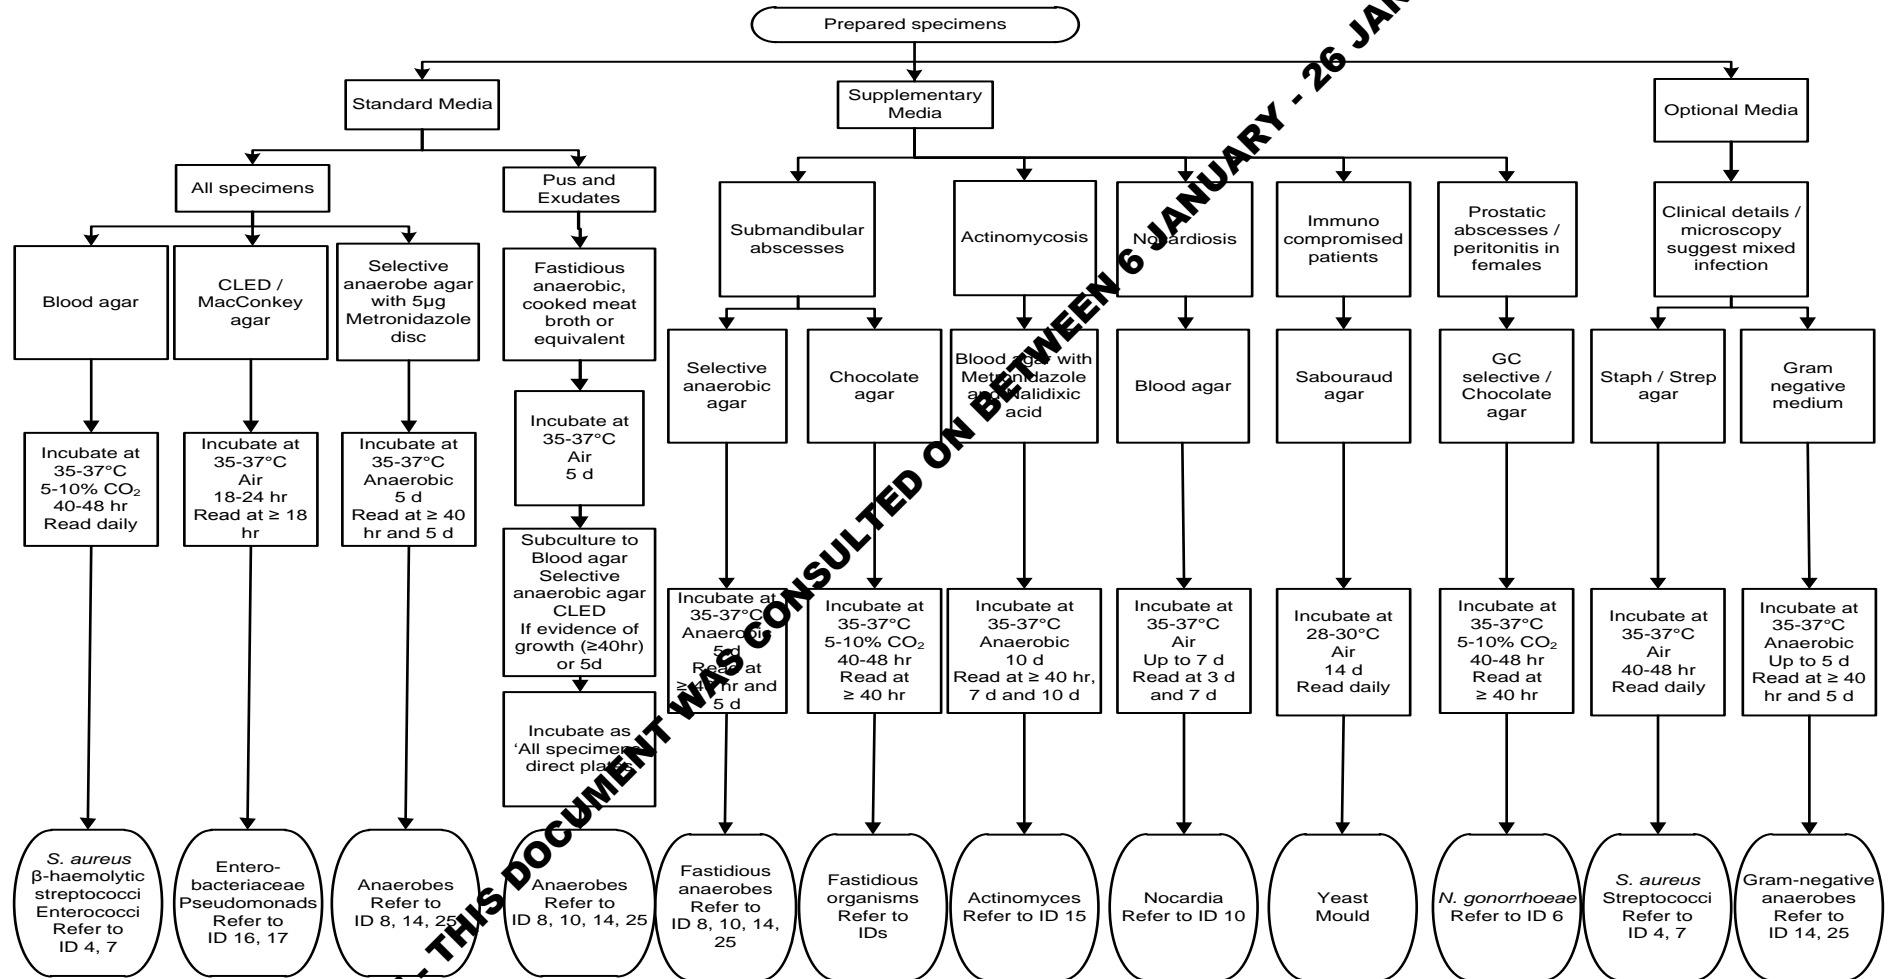 Prepared specimens
Standard Media
Supplementary
Media
Optional Media
All specimens
Pus and
Exudates
Submandibular
abscesses
Actinomycosis
Nocardiosis
Immuno
compromised
patients
Prostatic
abscesses /
peritonitis in
females
Clinical details /
microscopy
suggest mixed
infection
Blood agar
CLED /
MacConkey
agar
Selective
anaerobe agar
with 5µg
Metronidazole
disc
Fastidious
anaerobic,
cooked meat
broth or
equivalent
Selective
anaerobic
agar
Chocolate
agar
Blood agar with
Metronidazole
and Nalidixic
acid
Blood agar
Sabouraud
agar
GC
selective /
Chocolate
agar
Staph / Strep
agar
Gram
negative
medium
Incubate at
35-37°C
5-10% CO₂
40-48 hr
Read daily
Incubate at
35-37°C
Air
18-24 hr
Read at ≥ 18
hr
Incubate at
35-37°C
Anaerobic
5 d
Read at ≥ 40
hr and 5 d
Incubate at
35-37°C
Air
5 d
Subculture to
Blood agar
Selective
anaerobic agar
CLED
If evidence of
growth (≥40hr)
or 5d
Incubate as
‘All specimens’
direct plates
Incubate at
35-37°C
Anaerobic
5 d
Read at
≥ 40 hr and
5 d
Incubate at
35-37°C
5-10% CO₂
40-48 hr
Read at
≥ 40 hr
Incubate at
35-37°C
Anaerobic
10 d
Read at ≥ 40 hr,
7 d and 10 d
Incubate at
35-37°C
Air
Up to 7 d
Read at 3 d
and 7 d
Incubate at
28-30°C
Air
14 d
Read daily
Incubate at
35-37°C
5-10% CO₂
40-48 hr
Read at
≥ 40 hr
Incubate at
35-37°C
Air
40-48 hr
Read daily
Incubate at
35-37°C
Anaerobic
Up to 5 d
Read at ≥ 40
hr and 5 d
S. aureus
β-haemolytic
streptococci
Enterococci
Refer to
ID 4, 7
Entero-
bacteriaceae
Pseudomonads
Refer to
ID 16, 17
Anaerobes
Refer to
ID 8, 14, 25
Anaerobes
Refer to
ID 8, 10, 14, 25
Fastidious
anaerobes
Refer to
ID 8, 10, 14,
25
Fastidious
organisms
Refer to
IDs
Actinomyces
Refer to ID 15
Nocardia
Refer to ID 10
Yeast
Mould
N. gonorrhoeae
Refer to ID 6
S. aureus
Streptococci
Refer to
ID 4, 7
Gram-negative
anaerobes
Refer to
ID 14, 25
- THIS DOCUMENT WAS CONSULTED ON BETWEEN 6 JANUARY - 26